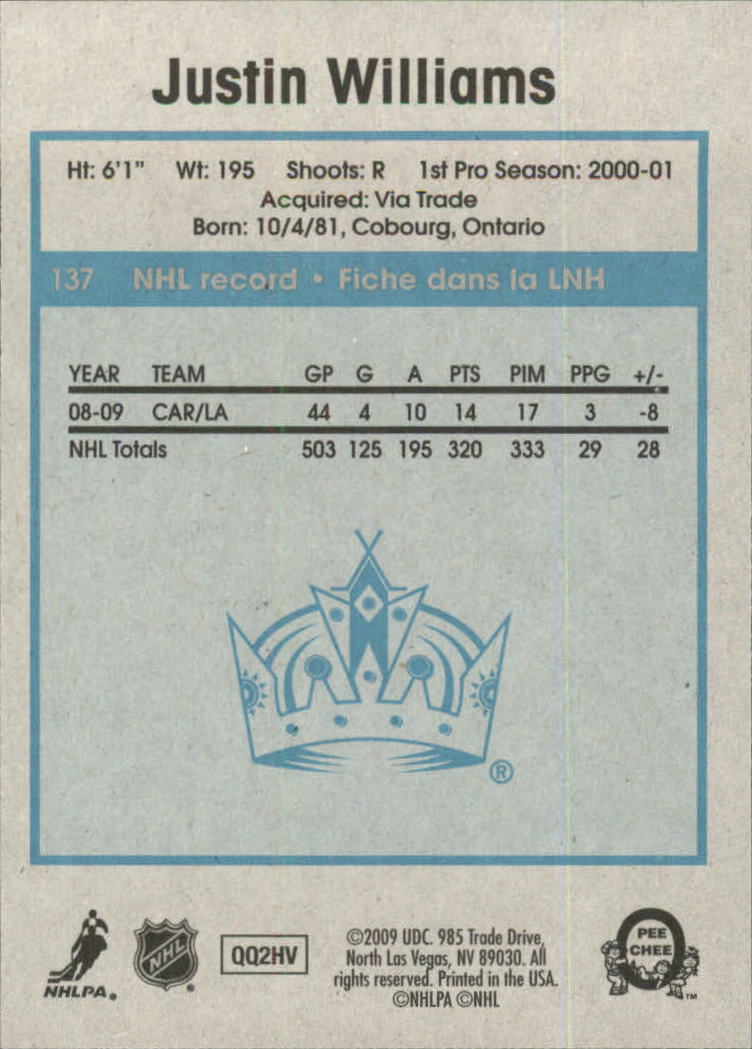 Justin Williams
Ht: 6'1" Wt: 195 Shoots: R 1st Pro Season: 2000-01
Acquired: Via Trade
Born: 10/4/81, Cobourg, Ontario
137 NHL record • Fiche dans la LNH
YEAR TEAM GP G A PTS PIM PPG +/-
08-09 CAR/LA 44 4 10 14 17 3 -8
NHL Totals 503 125 195 320 333 29 28
®
NHLPA®
NHL®
QQ2HV
©2009 UDC. 985 Trade Drive,
North Las Vegas, NV 89030. All
rights reserved. Printed in the USA.
©NHLPA ©NHL
PEE
CHEE
TM